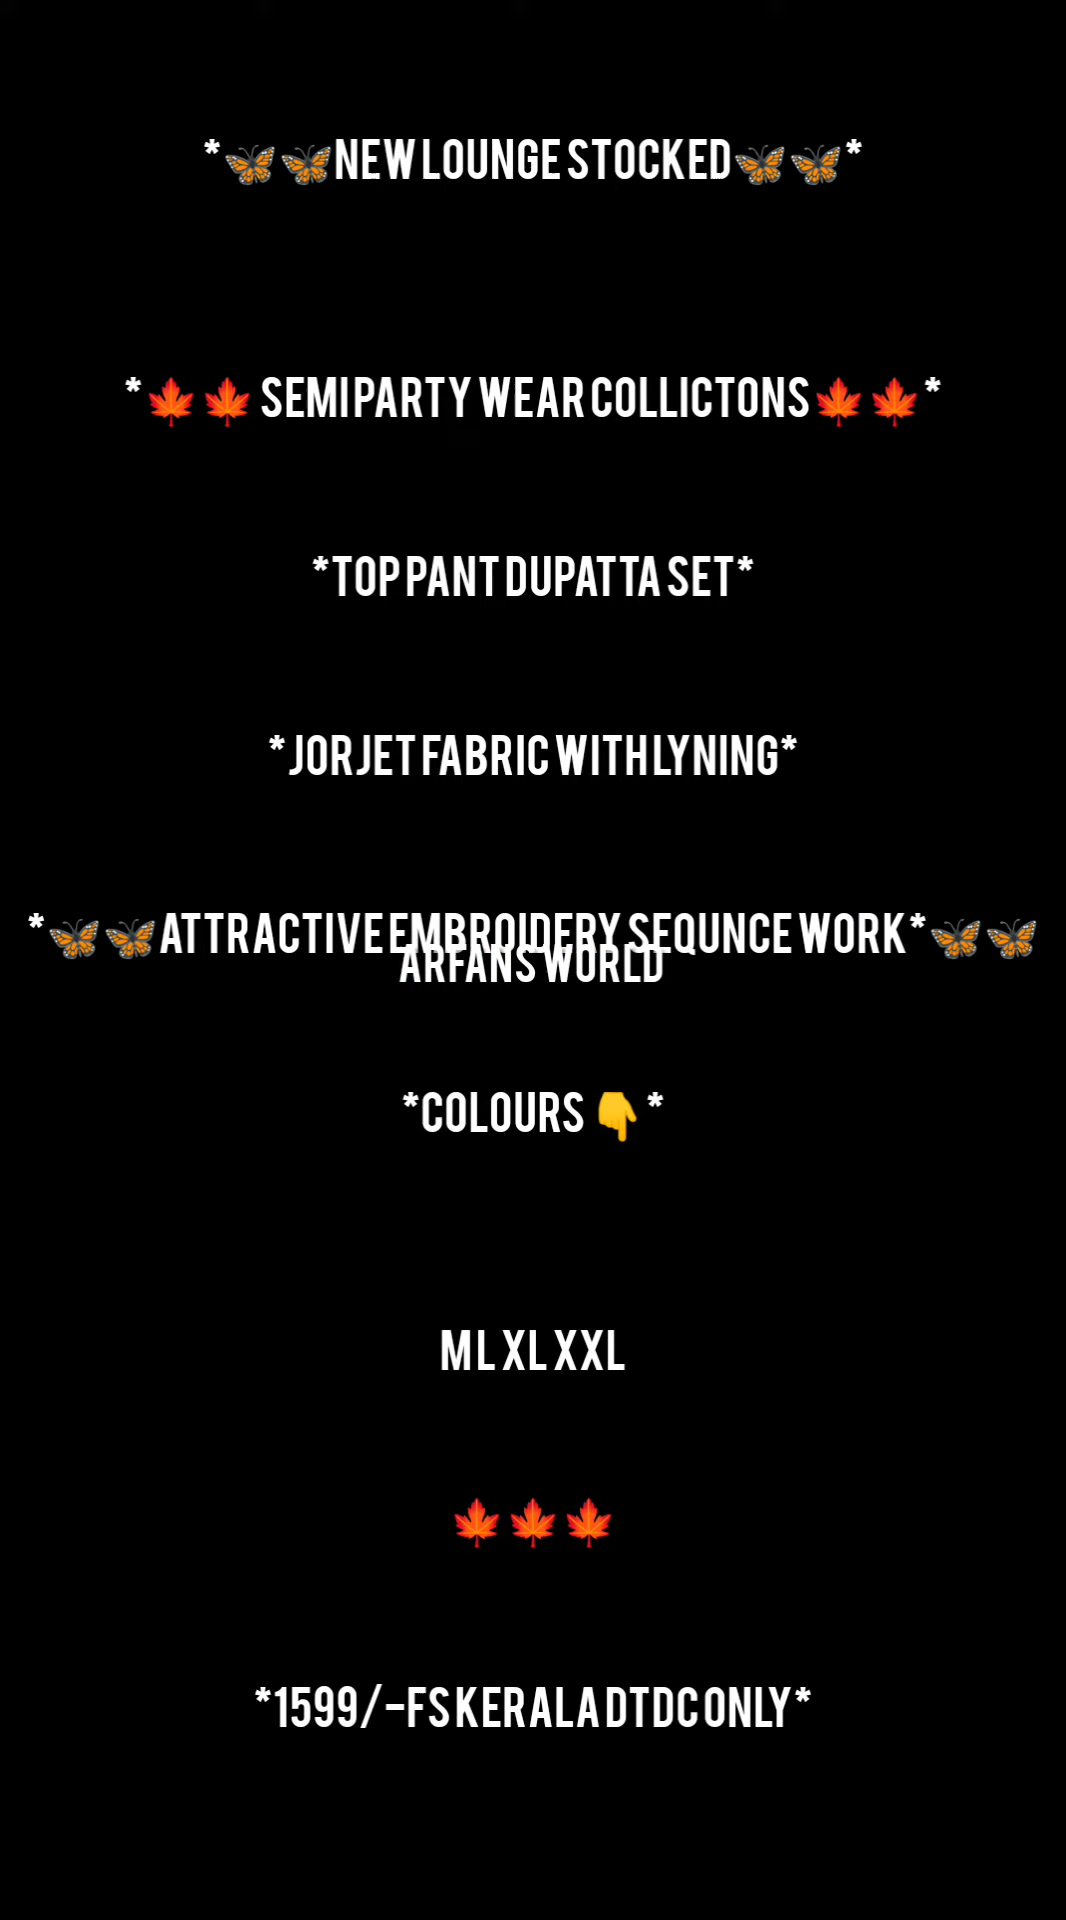 *🦋🦋NEW LOUNGE STOCKED🦋🦋*
*🍁🍁 SEMI PARTY WEAR COLLICTONS🍁🍁*
*TOP PANT DUPATTA SET*
*JORJET FABRIC WITH LYNING*
*🦋🦋ATTRACTIVE EMBROIDERY SEQUNCE WORK*🦋🦋
ARFANS WORLD
*COLOURS 👇*
M L XL XXL
🍁🍁🍁
*1599/-FS KERALA DTDC ONLY*